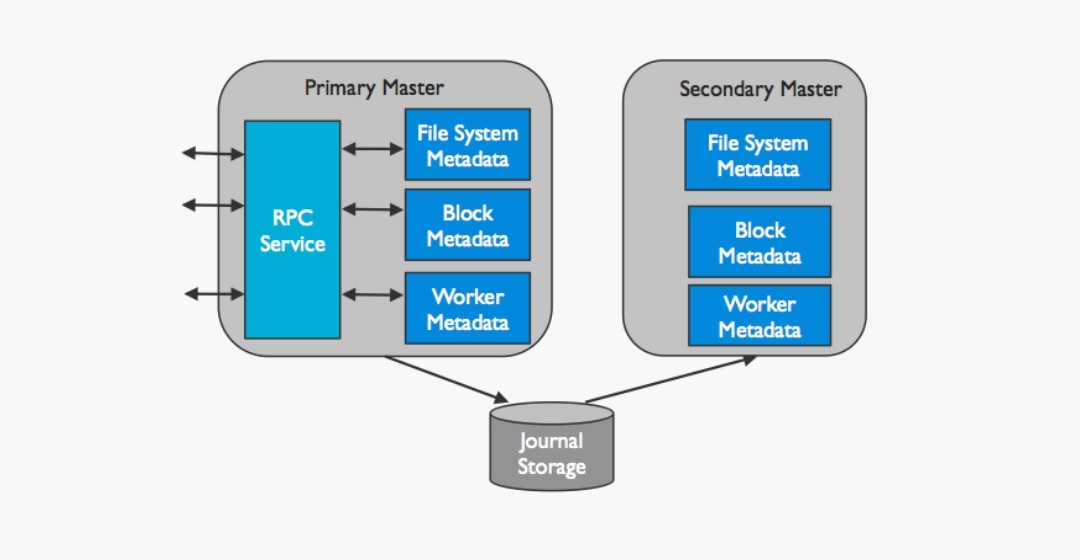 Primary Master
RPC
Service
File System
Metadata
Block
Metadata
Worker
Metadata
Secondary Master
File System
Metadata
Block
Metadata
Worker
Metadata
Journal
Storage